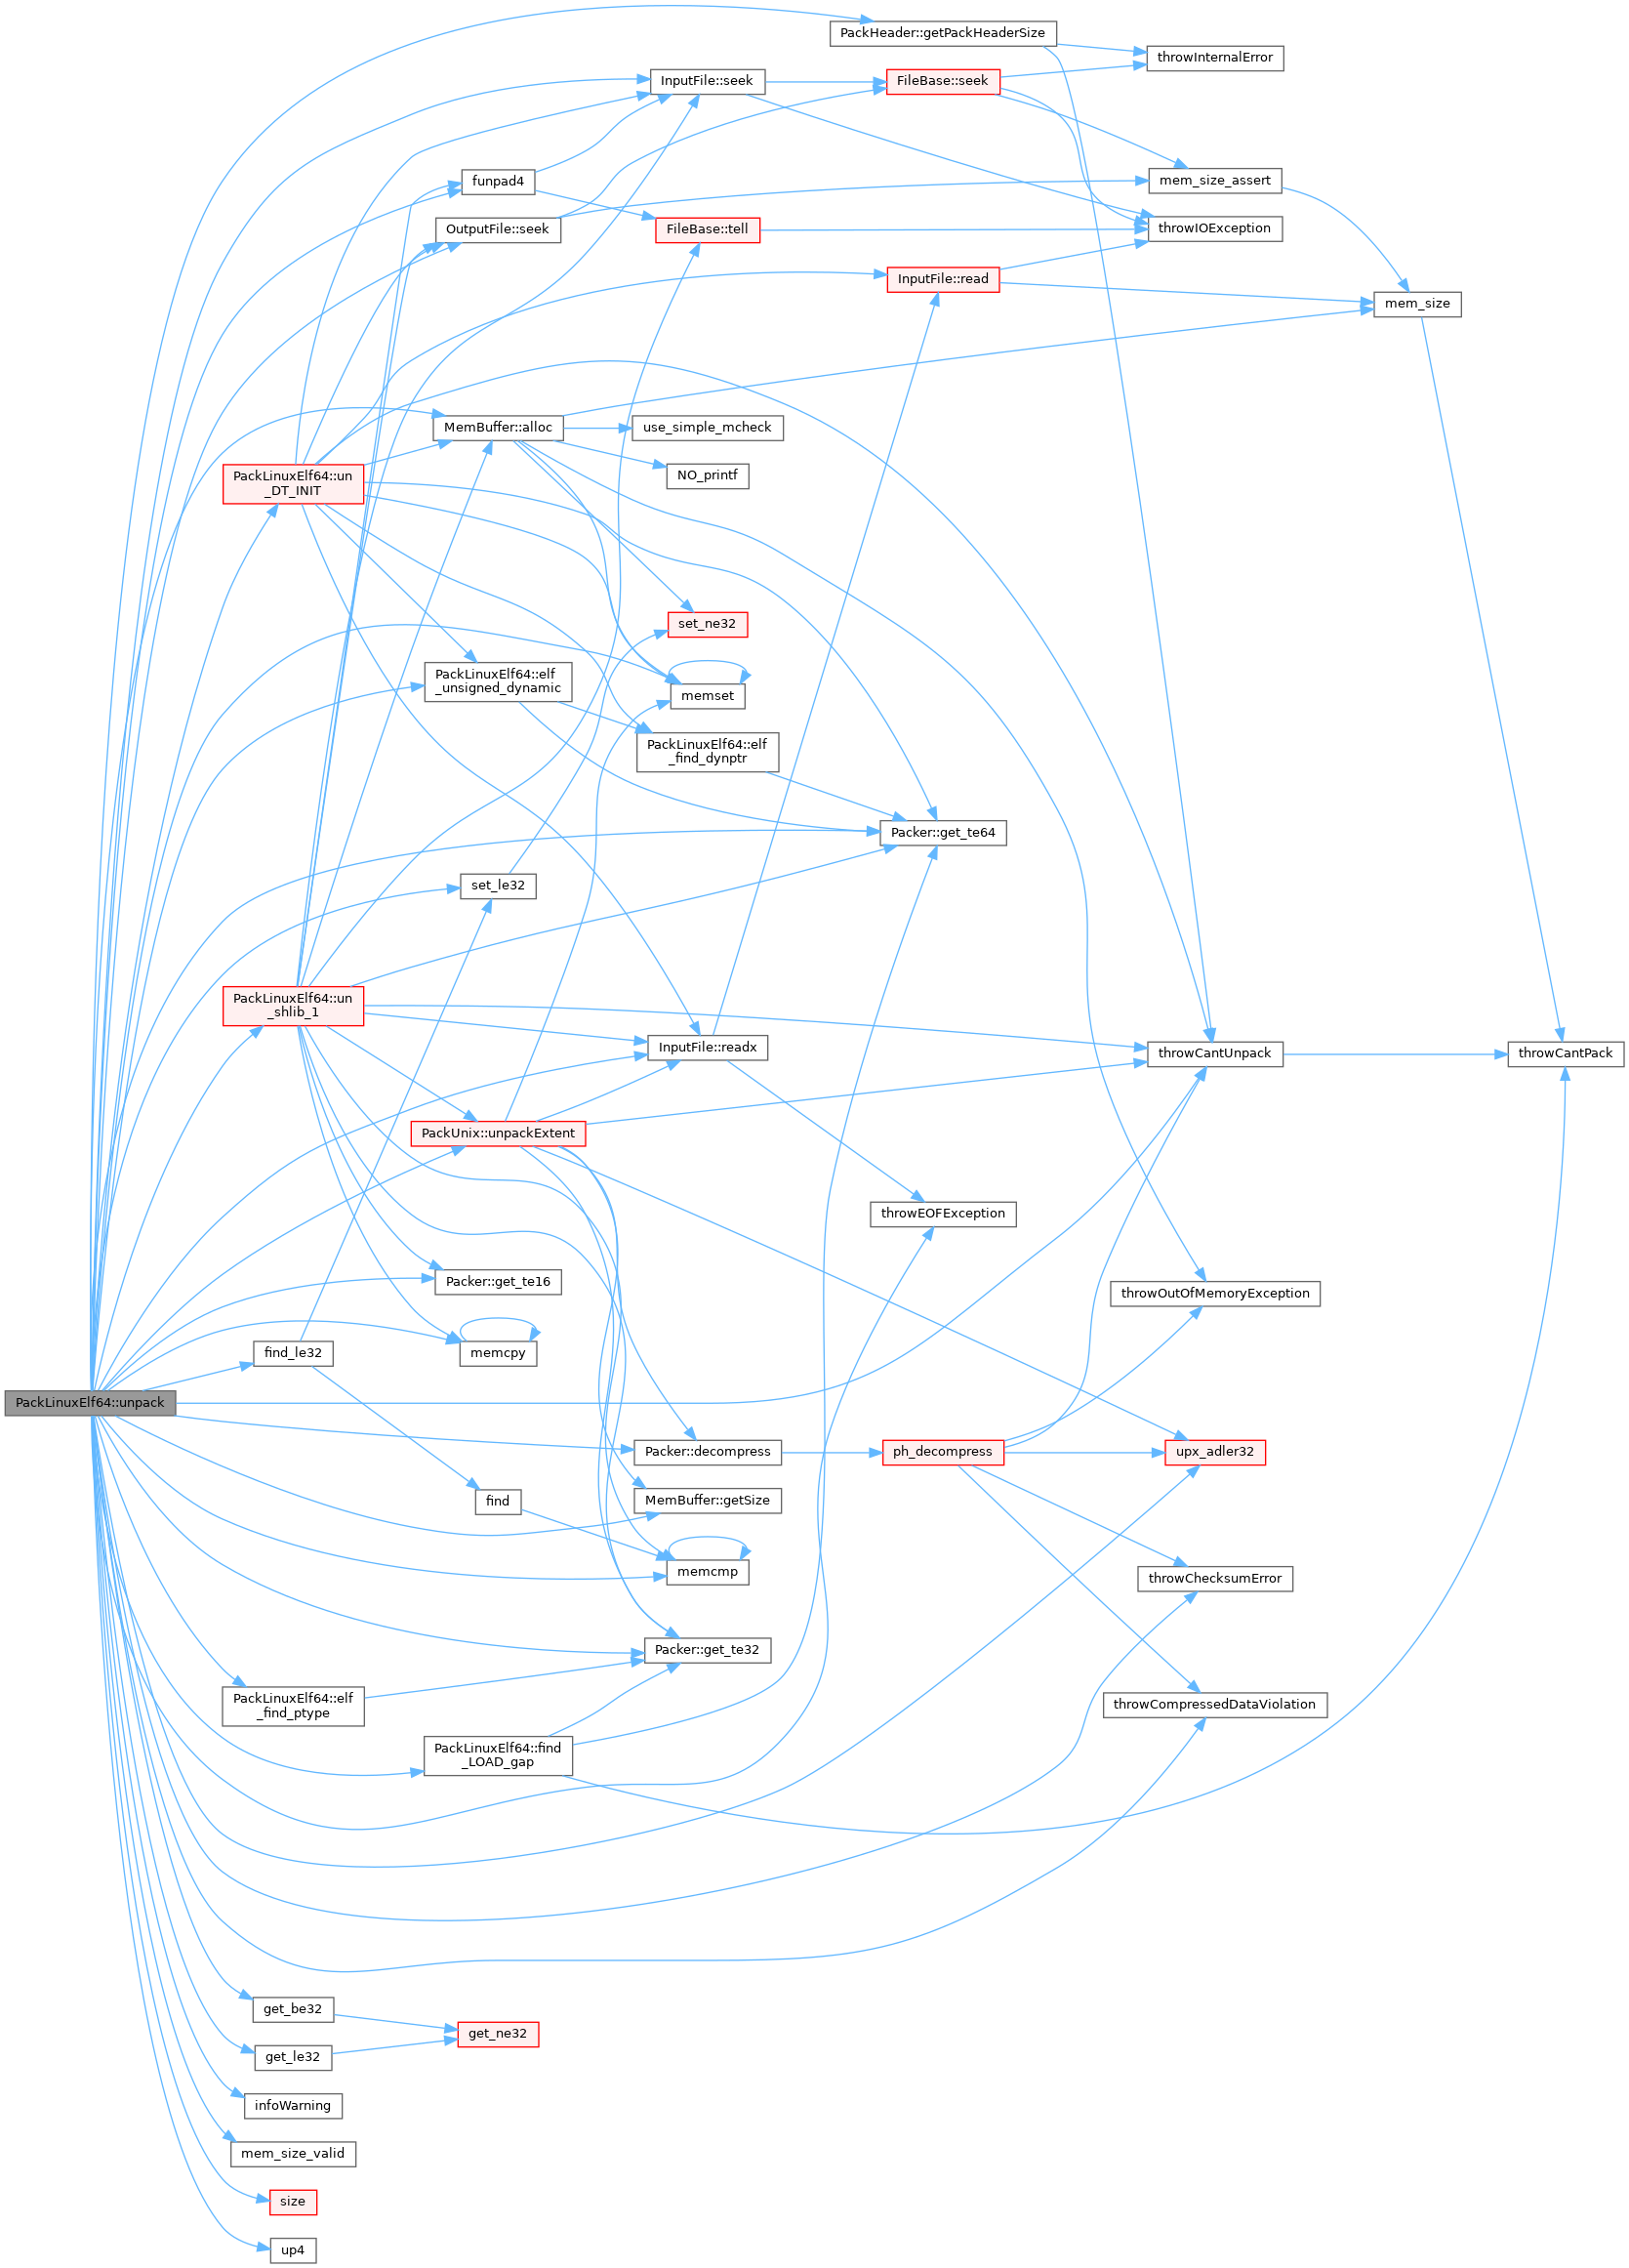 PackHeader::getPackHeaderSize
throwInternalError
InputFile::seek
FileBase::seek
funpad4
mem_size_assert
OutputFile::seek
FileBase::tell
throwIOException
InputFile::read
mem_size
MemBuffer::alloc
use_simple_mcheck
NO_printf
PackLinuxElf64::un
_DT_INIT
set_ne32
PackLinuxElf64::elf
_unsigned_dynamic
memset
PackLinuxElf64::elf
_find_dynptr
Packer::get_te64
set_le32
PackLinuxElf64::un
_shlib_1
InputFile::readx
throwCantUnpack
throwCantPack
PackUnix::unpackExtent
throwEOFException
Packer::get_te16
throwOutOfMemoryException
find_le32
memcpy
PackLinuxElf64::unpack
Packer::decompress
ph_decompress
upx_adler32
find
MemBuffer::getSize
memcmp
throwChecksumError
Packer::get_te32
PackLinuxElf64::elf
_find_ptype
throwCompressedDataViolation
PackLinuxElf64::find
_LOAD_gap
get_be32
get_ne32
get_le32
infoWarning
mem_size_valid
size
up4